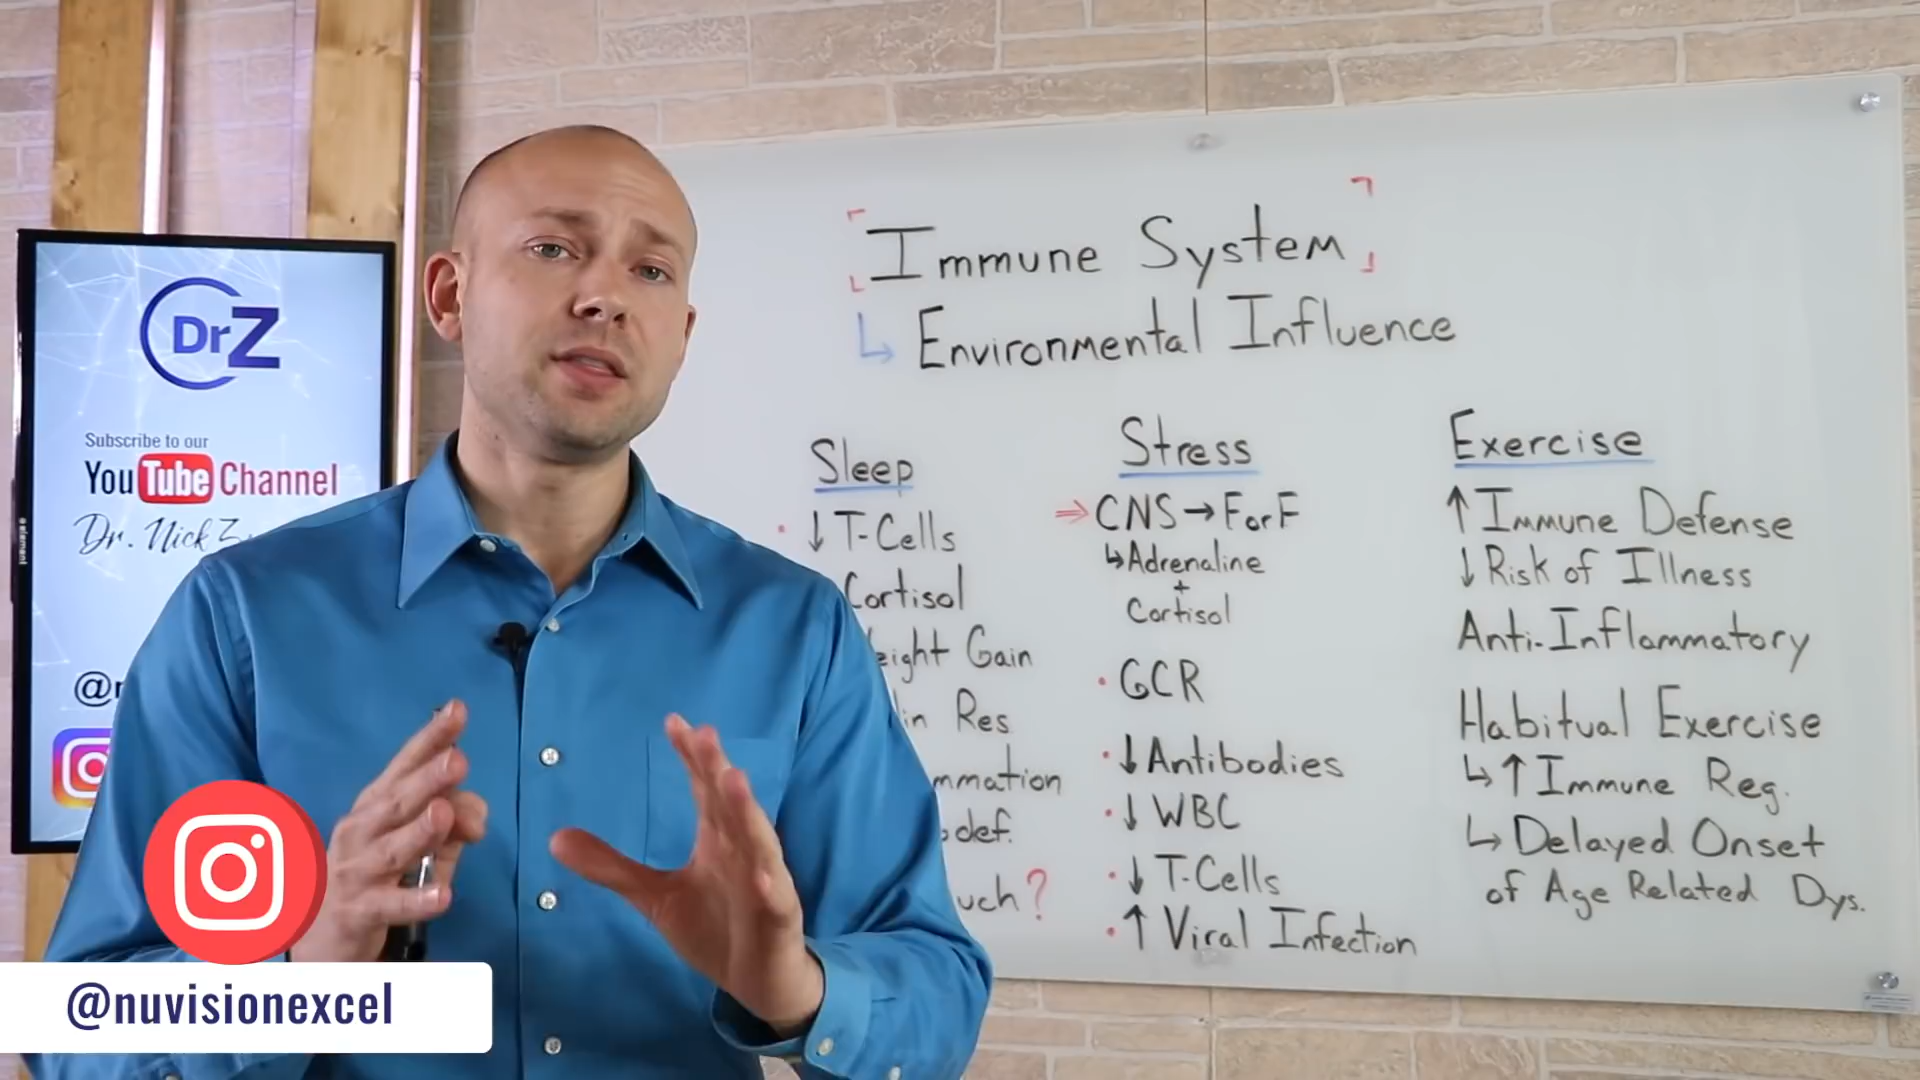 DrZ
Subscribe to our
YouTube Channel
Dr. Nick
@nuvisionexcel
Immune System
↳ Environmental Influence
Sleep
• ↓ T-Cells
Cortisol
Gain
Res
def.
?
Stress
⇒ CNS → ForF
↳ Adrenaline
+
Cortisol
• GCR
• ↓ Antibodies
• ↓ WBC
• ↓ T-Cells
• ↑ Viral Infection
Exercise
↑ Immune Defense
↓ Risk of Illness
Anti-Inflammatory
Habitual Exercise
↳ ↑ Immune Reg.
↳ Delayed Onset
of Age Related Dys.